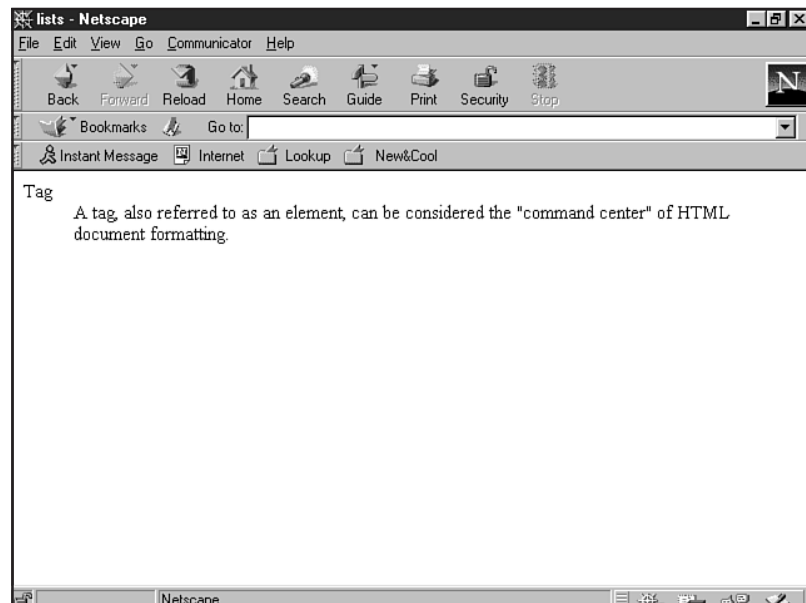 lists - Netscape
File Edit View Go Communicator Help
Back Forward Reload Home Search Guide Print Security Stop
N
Bookmarks Go to:
Instant Message Internet Lookup New&Cool
Tag
A tag, also referred to as an element, can be considered the "command center" of HTML
document formatting.
Netscape